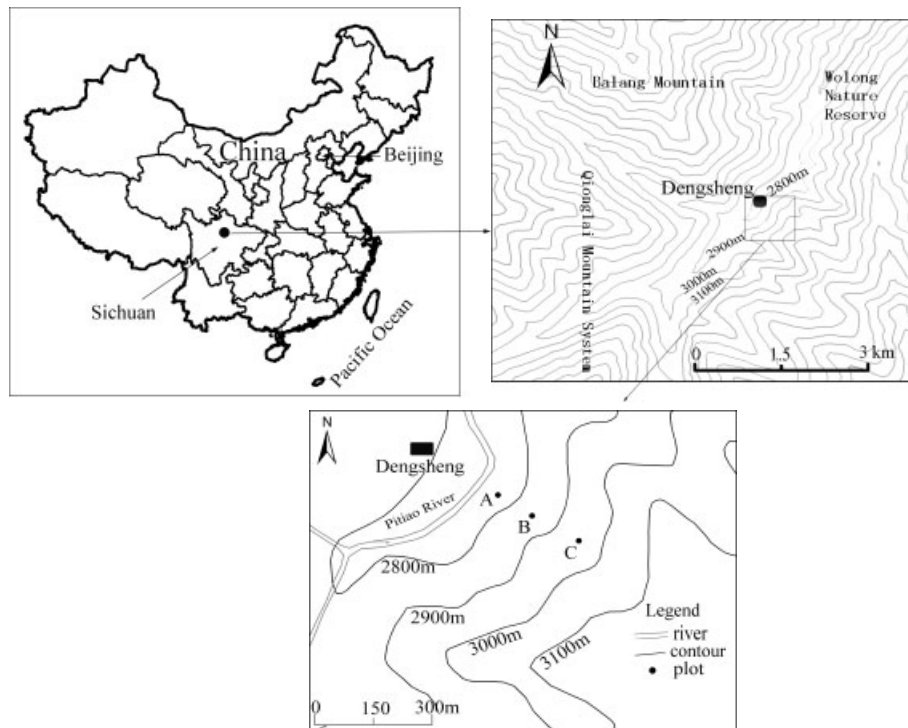 China
Beijing
Sichuan
Pacific Ocean
N
Balang Mountain
Wolong
Nature
Reserve
Qionglai Mountain System
Dengsheng
2800m
2900m
3000m
3100m
0 1.5 3 km
N
Dengsheng
Pitiao River
A
B
C
2800m
2900m
3000m
3100m
Legend
river
contour
plot
0 150 300m